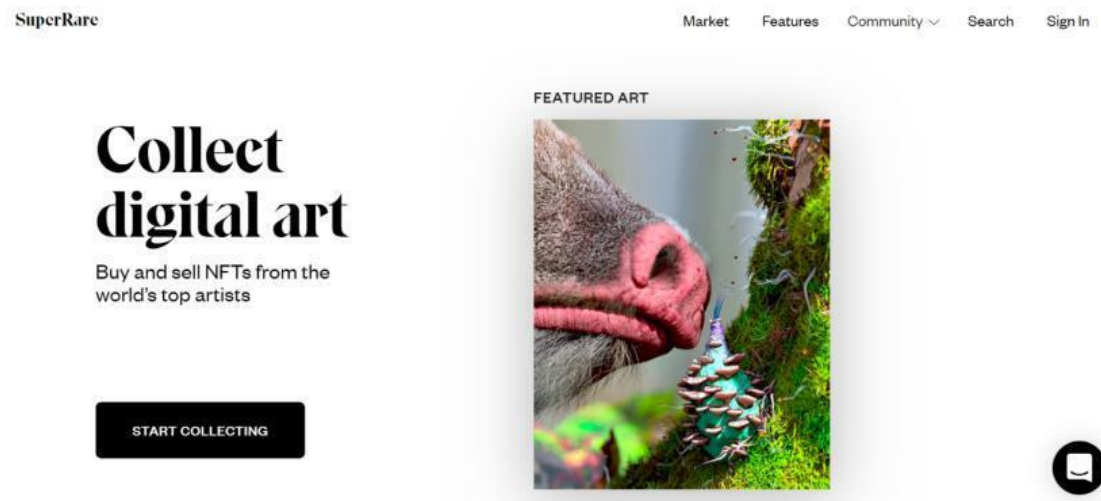 SuperRare
Market Features Community Search Sign In
FEATURED ART
Collect
digital art
Buy and sell NFTs from the
world's top artists
START COLLECTING